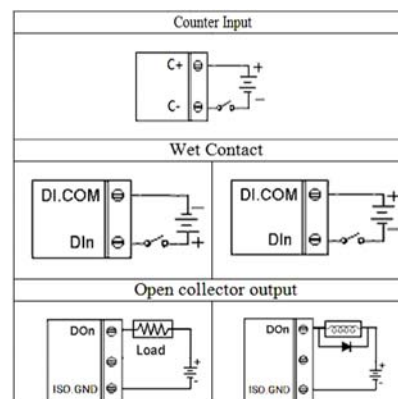 Counter Input
C+
+
C-
−
Wet Contact
DI.COM
−
DIn
+
DI.COM
+
DIn
−
Open collector output
DOn
Load
+
-
ISO.GND
DOn
+
-
ISO.GND